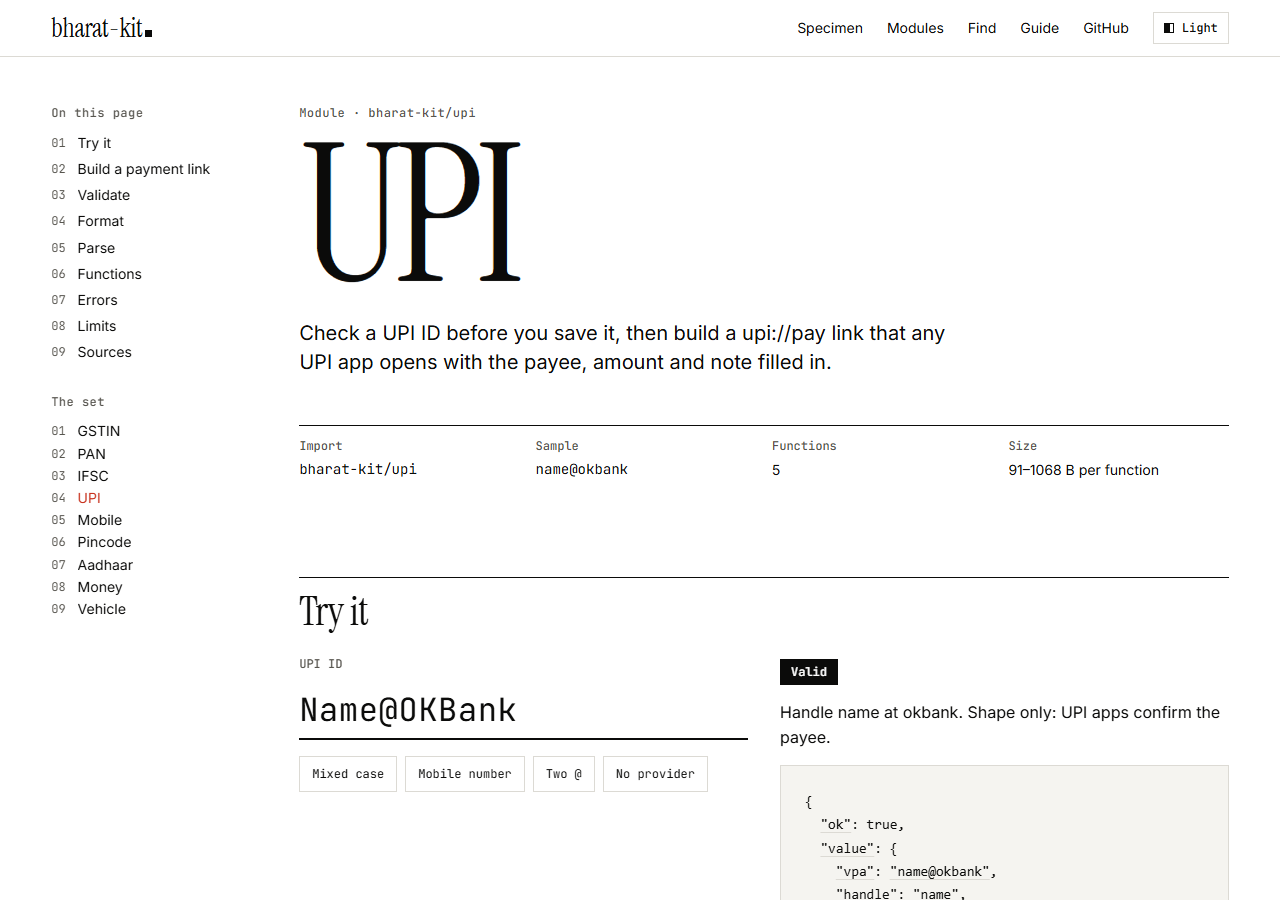 bharat-kit
Specimen Modules Find Guide GitHub Light
On this page
01 Try it
02 Build a payment link
03 Validate
04 Format
05 Parse
06 Functions
07 Errors
08 Limits
09 Sources
The set
01 GSTIN
02 PAN
03 IFSC
04 UPI
05 Mobile
06 Pincode
07 Aadhaar
08 Money
09 Vehicle
Module · bharat-kit/upi
UPI
Check a UPI ID before you save it, then build a upi://pay link that any
UPI app opens with the payee, amount and note filled in.
Import Sample Functions Size
bharat-kit/upi name@okbank 5 91–1068 B per function
Try it
UPI ID
Name@OKBank
Mixed case Mobile number Two @ No provider
Valid
Handle name at okbank. Shape only: UPI apps confirm the
payee.
{
"ok": true,
"value": {
"vpa": "name@okbank",
"handle": "name",